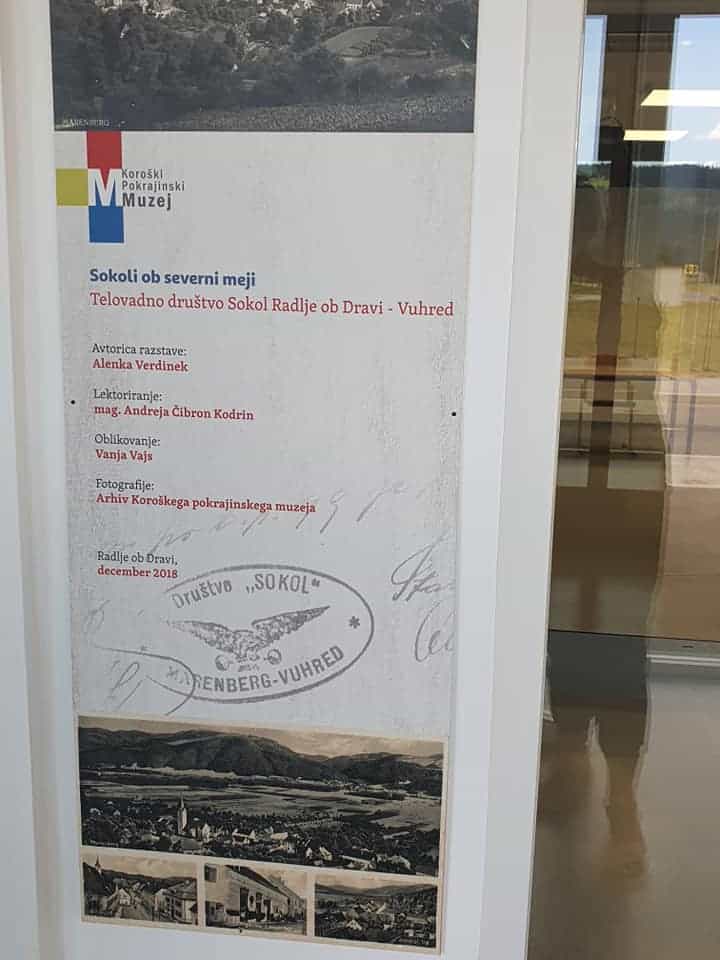 MARENBERG
Koroški
Pokrajinski
Muzej
M
Sokoli ob severni meji
Telovadno društvo Sokol Radlje ob Dravi - Vuhred
Avtorica razstave:
Alenka Verdinek
Lektoriranje:
mag. Andreja Čibron Kodrin
Oblikovanje:
Vanja Vajs
Fotografije:
Arhiv Koroškega pokrajinskega muzeja
Radlje ob Dravi,
december 2018
Društvo „SOKOL“
* MARENBERG-VUHRED *